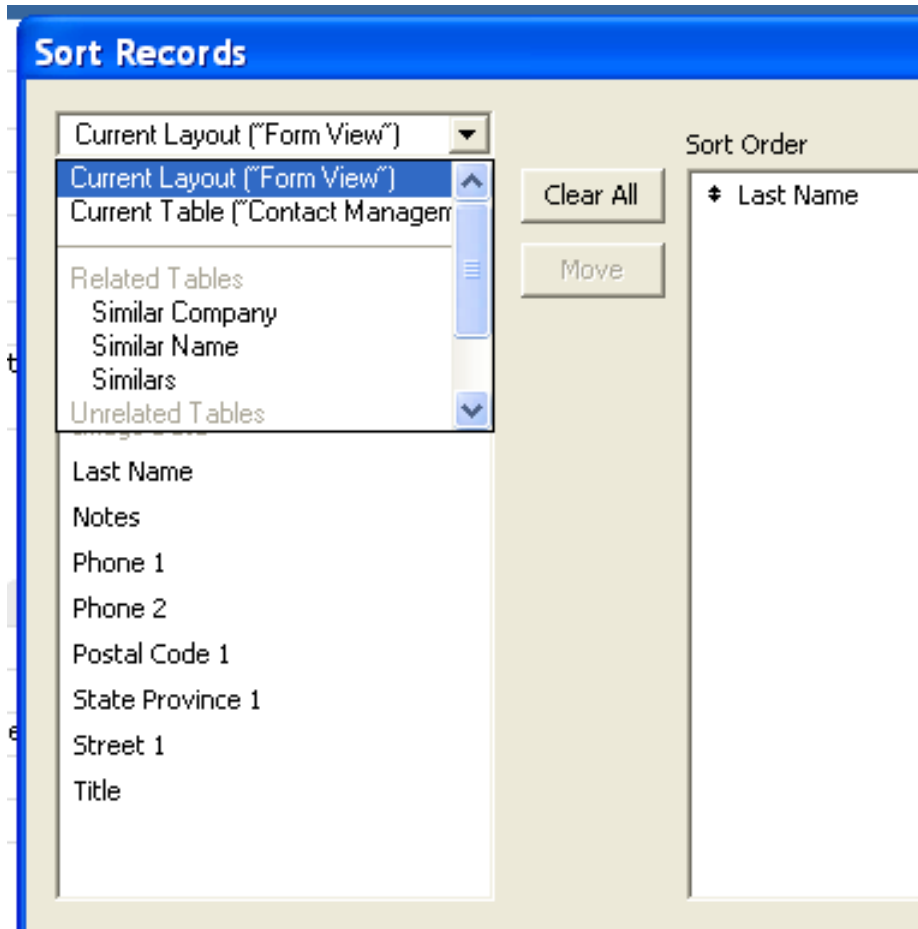 Sort Records
Current Layout ("Form View")
Current Layout ("Form View")
Current Table ("Contact Managem
Related Tables
Similar Company
Similar Name
Similars
Unrelated Tables
Last Name
Notes
Phone 1
Phone 2
Postal Code 1
State Province 1
Street 1
Title
Clear All
Move
Sort Order
Last Name
t
e